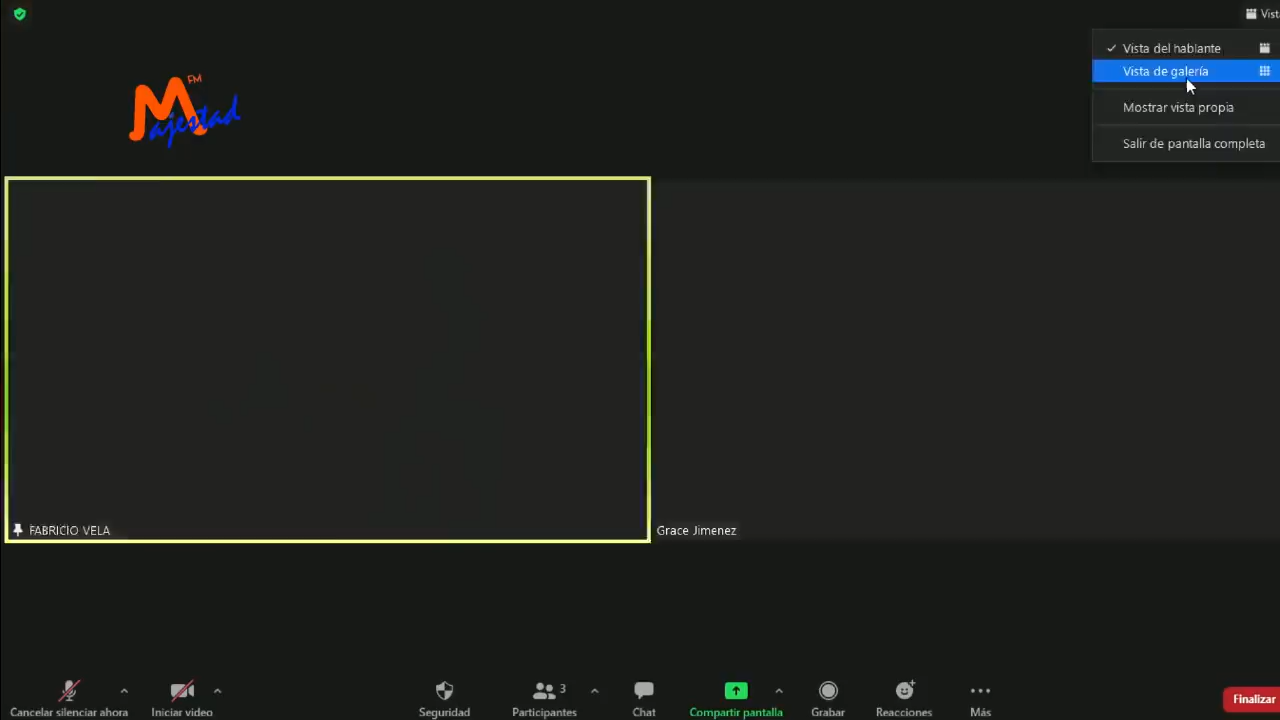 Vist
Vista del hablante
Vista de galería
Mostrar vista propia
Salir de pantalla completa
FM
Majestad
FABRICIO VELA
Grace Jimenez
3
Cancelar silenciar ahora
Iniciar video
Seguridad
Participantes
Chat
Compartir pantalla
Grabar
Reacciones
Más
Finalizar